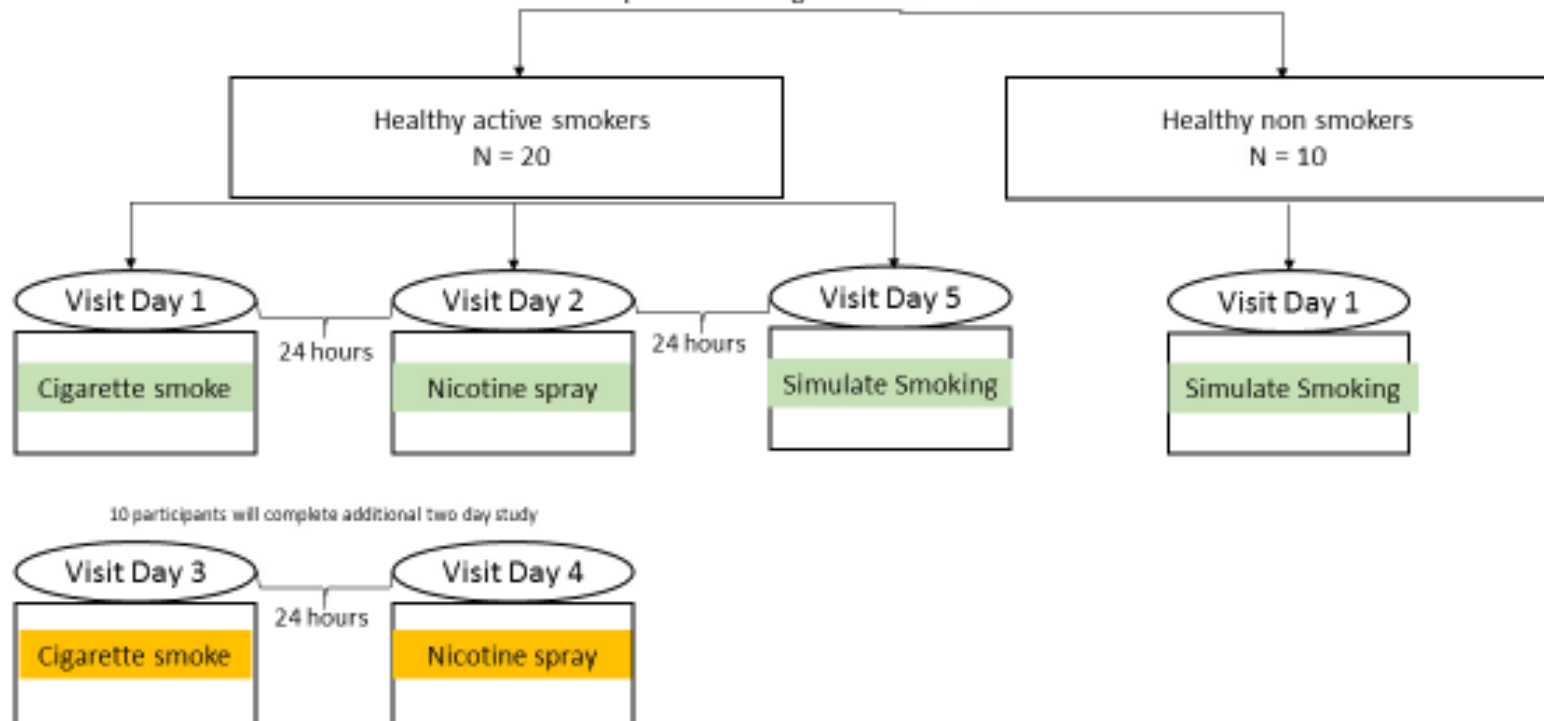 Healthy active smokers
N = 20
Healthy non smokers
N = 10
Visit Day 1
Visit Day 2
Visit Day 5
Visit Day 1
24 hours
24 hours
Cigarette smoke
Nicotine spray
Simulate Smoking
Simulate Smoking
10 participants will complete additional two day study
Visit Day 3
Visit Day 4
24 hours
Cigarette smoke
Nicotine spray